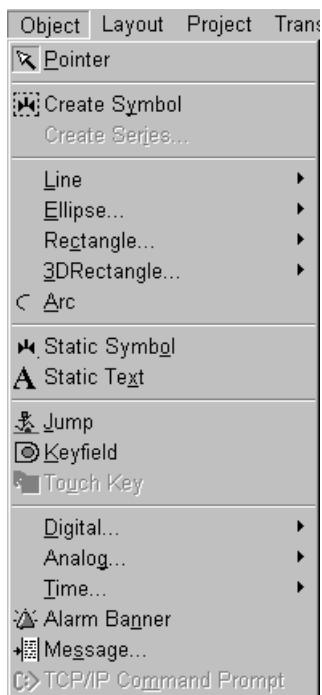 Object Layout Project Trans
Pointer
Create Symbol
Create Series...
Line
Ellipse...
Rectangle...
3DRectangle...
Arc
Static Symbol
A Static Text
Jump
Keyfield
Touch Key
Digital...
Analog...
Time...
Alarm Banner
Message...
C:> TCP/IP Command Prompt